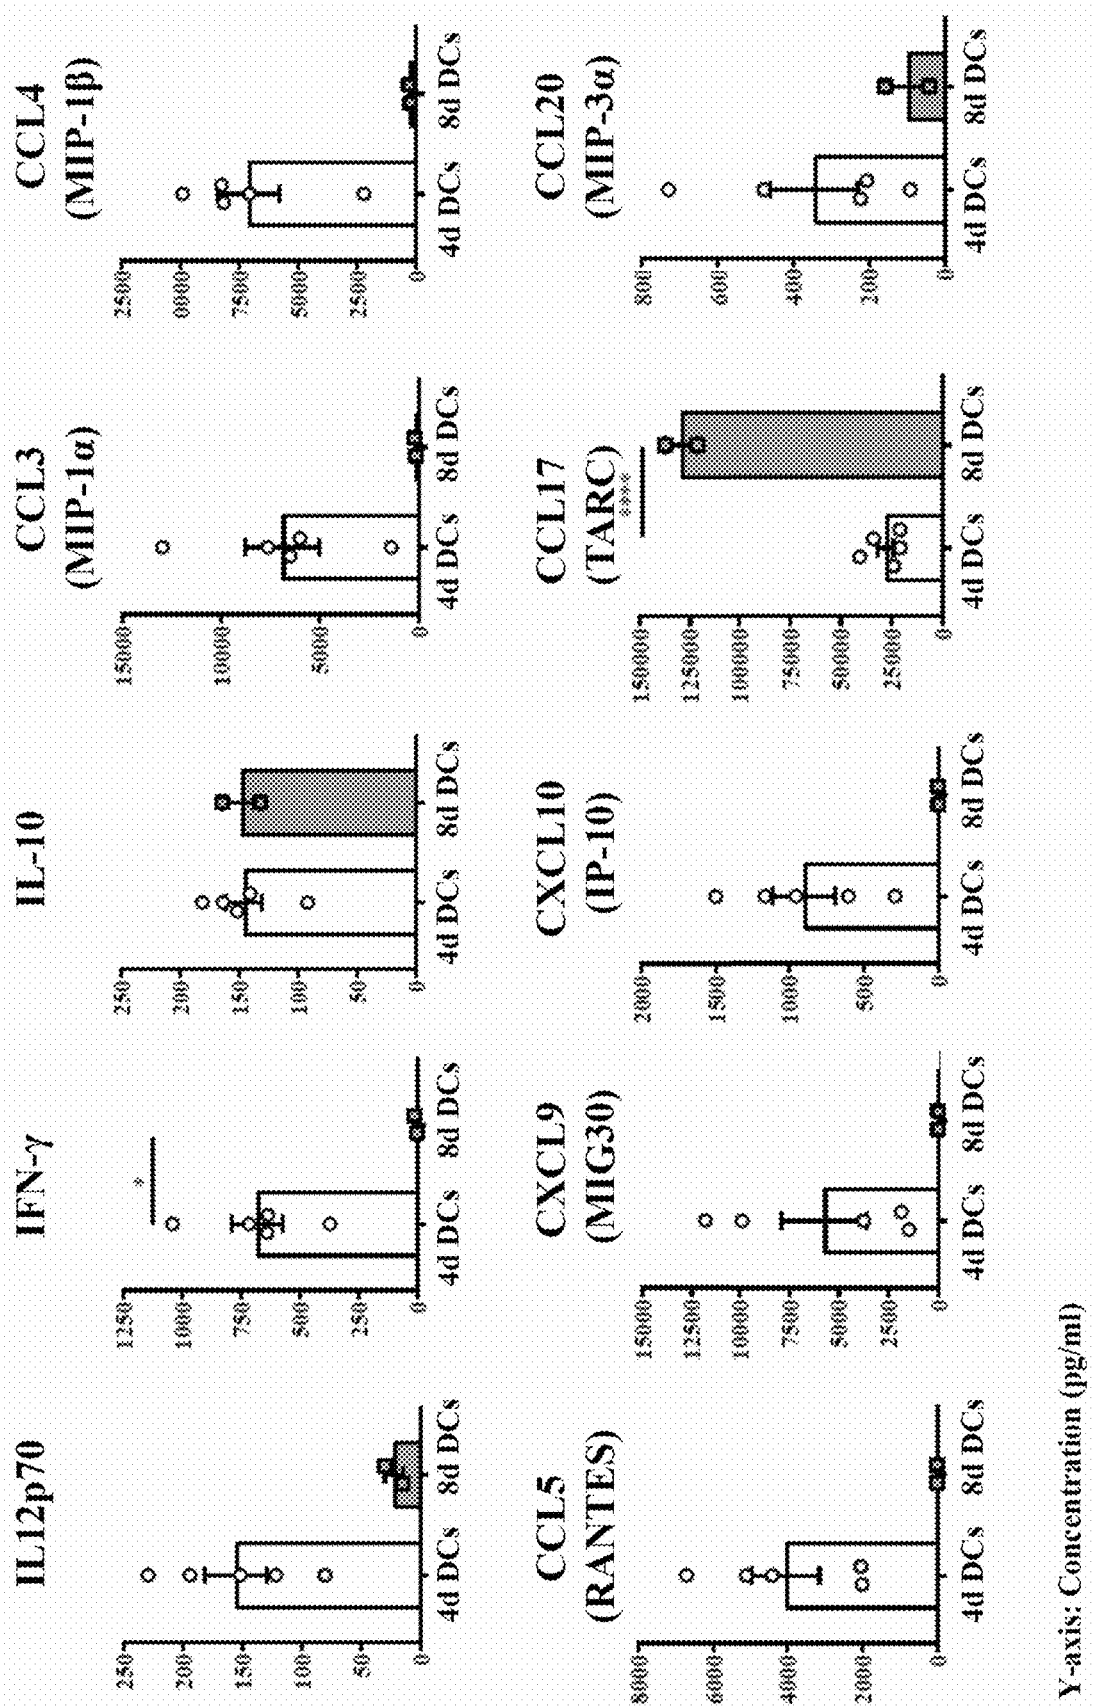 IL12p70
250
200
150
100
50
0
4d DCs 8d DCs
IFN-γ
*
1250
1000
750
500
250
0
4d DCs 8d DCs
IL-10
250
200
150
100
50
0
4d DCs 8d DCs
CCL3
(MIP-1α)
15000
10000
5000
0
4d DCs 8d DCs
CCL4
(MIP-1β)
2500
0000
7500
5000
2500
0
4d DCs 8d DCs
CCL5
(RANTES)
8000
6000
4000
2000
0
4d DCs 8d DCs
CXCL9
(MIG30)
15000
12500
10000
7500
5000
2500
0
4d DCs 8d DCs
CXCL10
(IP-10)
2000
1500
1000
500
0
4d DCs 8d DCs
CCL17
(TARC)
****
150000
125000
100000
75000
50000
25000
0
4d DCs 8d DCs
CCL20
(MIP-3α)
800
600
400
200
0
4d DCs 8d DCs
Y-axis: Concentration (pg/ml)